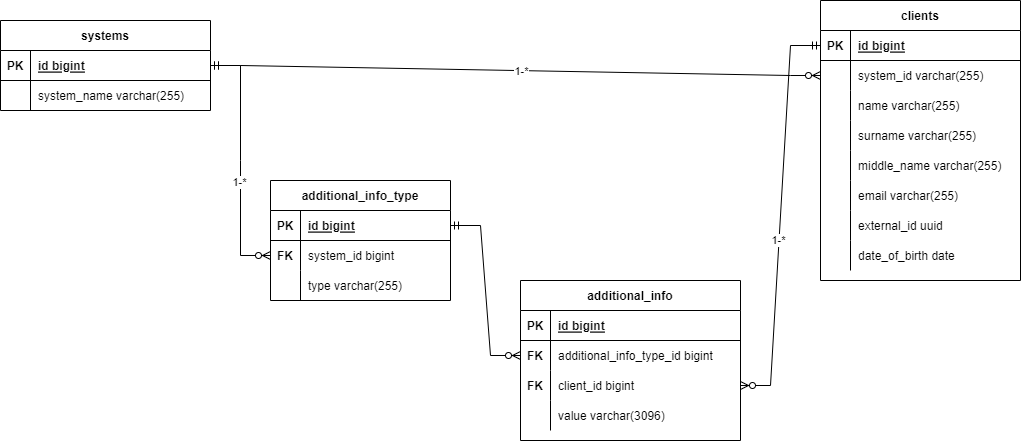 systems
PK id bigint
system_name varchar(255)
clients
PK id bigint
system_id varchar(255)
name varchar(255)
surname varchar(255)
middle_name varchar(255)
email varchar(255)
external_id uuid
date_of_birth date
1-*
1-*
additional_info_type
PK id bigint
FK system_id bigint
type varchar(255)
1-*
additional_info
PK id bigint
FK additional_info_type_id bigint
FK client_id bigint
value varchar(3096)